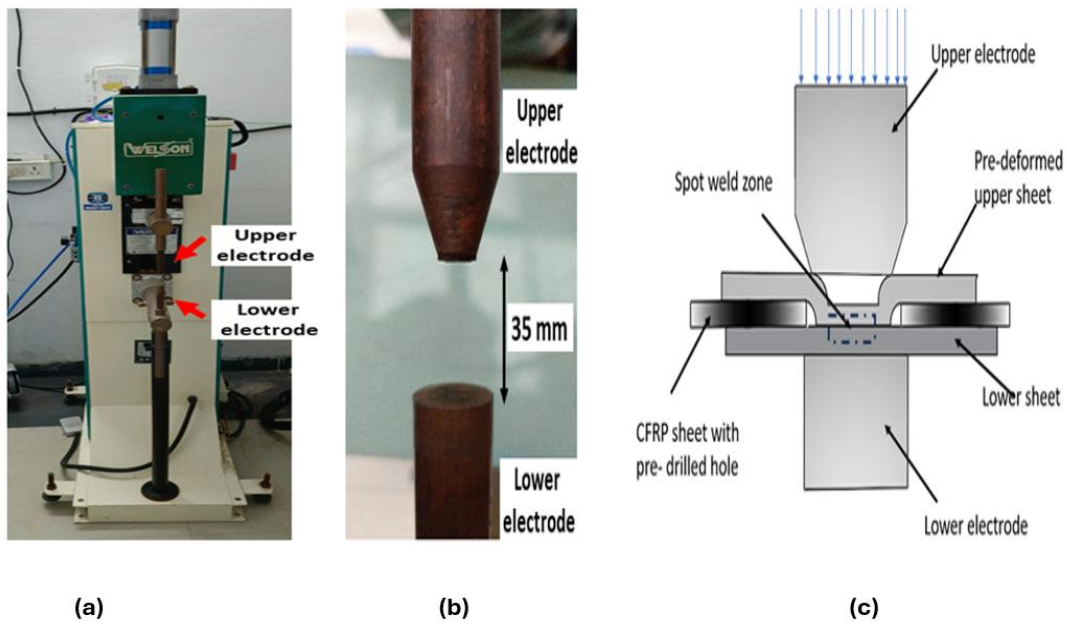 WELSON
Upper
electrode
Lower
electrode
Upper
electrode
35 mm
Lower
electrode
Upper electrode
Pre-deformed
upper sheet
Spot weld zone
CFRP sheet with
pre- drilled hole
Lower sheet
Lower electrode
(a)
(b)
(c)